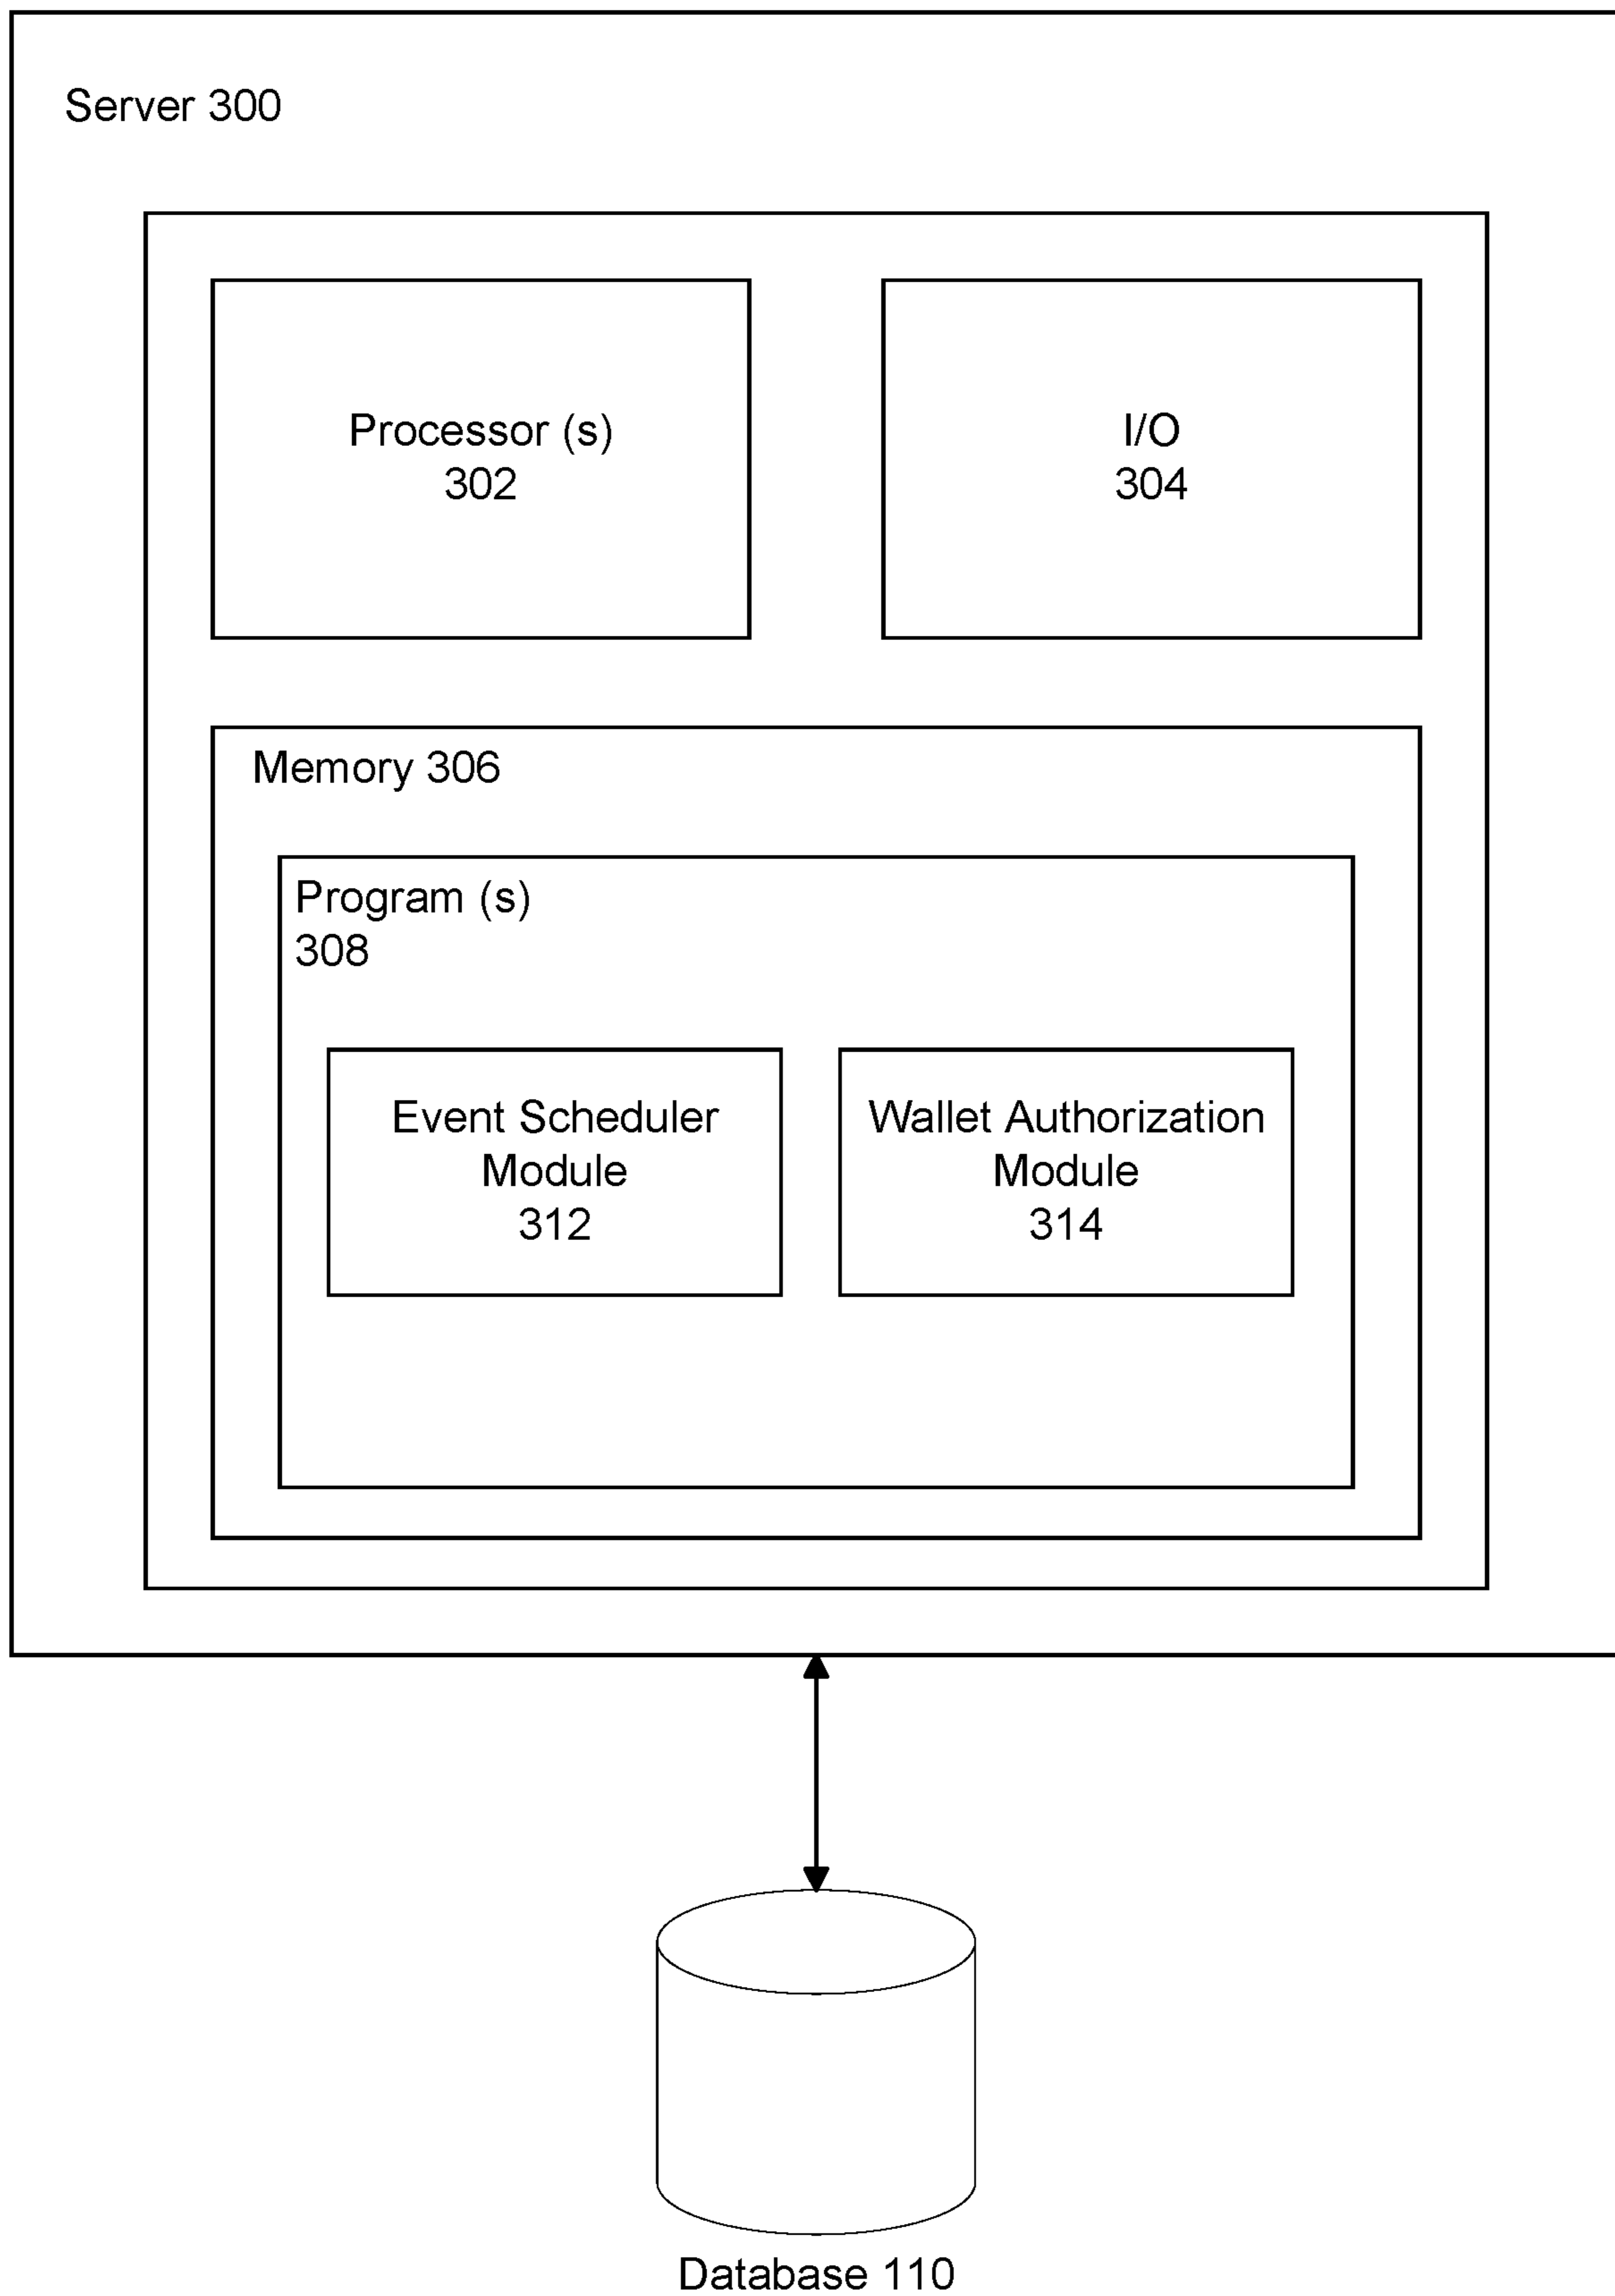 Server 300
Processor (s)
302
I/O
304
Memory 306
Program (s)
308
Event Scheduler
Module
312
Wallet Authorization
Module
314
Database 110